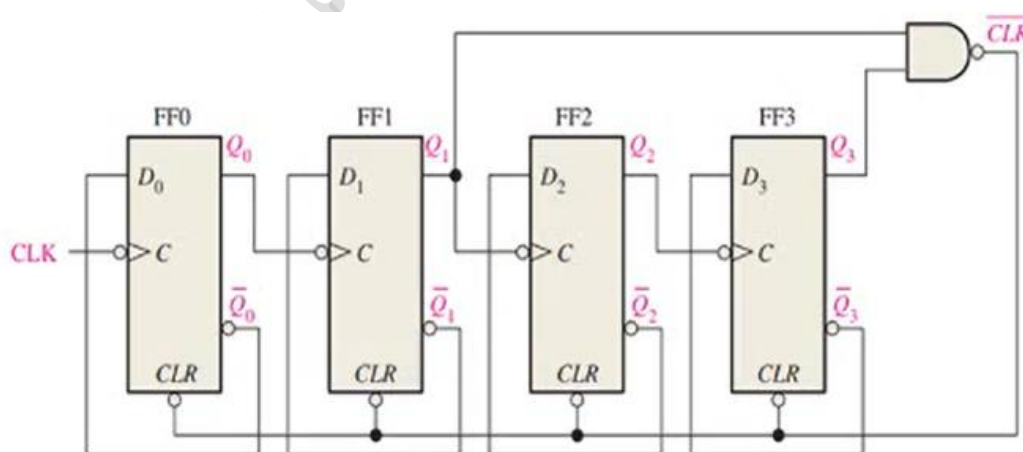 CLR
FF0 FF1 FF2 FF3
D₀ Q₀ D₁ Q₁ D₂ Q₂ D₃ Q₃
CLK C C C C
Q̅₀ Q̅₁ Q̅₂ Q̅₃
CLR CLR CLR CLR